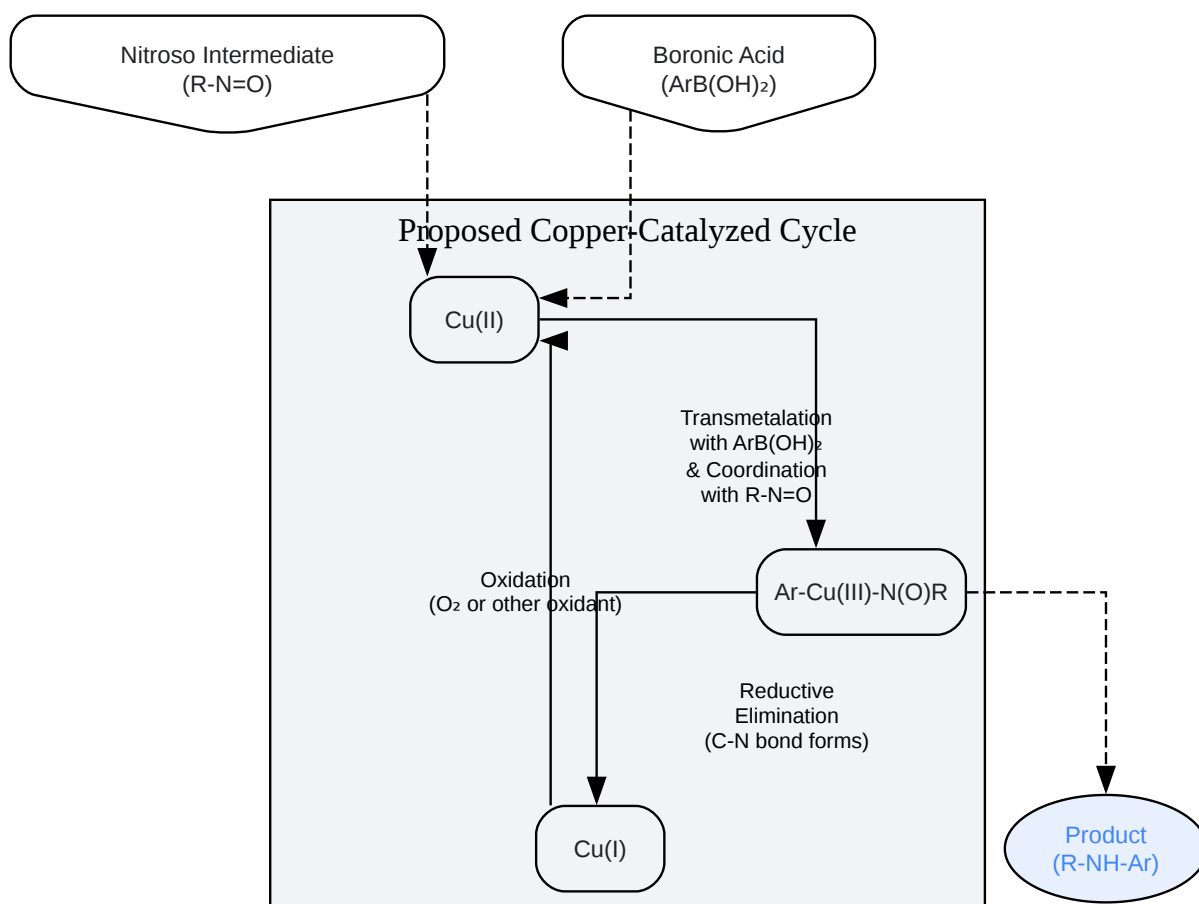 Nitroso Intermediate
(R-N=O)
Boronic Acid
(ArB(OH)₂)
Proposed Copper-Catalyzed Cycle
Cu(II)
Transmetalation
with ArB(OH)₂
& Coordination
with R-N=O
Oxidation
(O₂ or other oxidant)
Ar-Cu(III)-N(O)R
Reductive
Elimination
(C-N bond forms)
Cu(I)
Product
(R-NH-Ar)